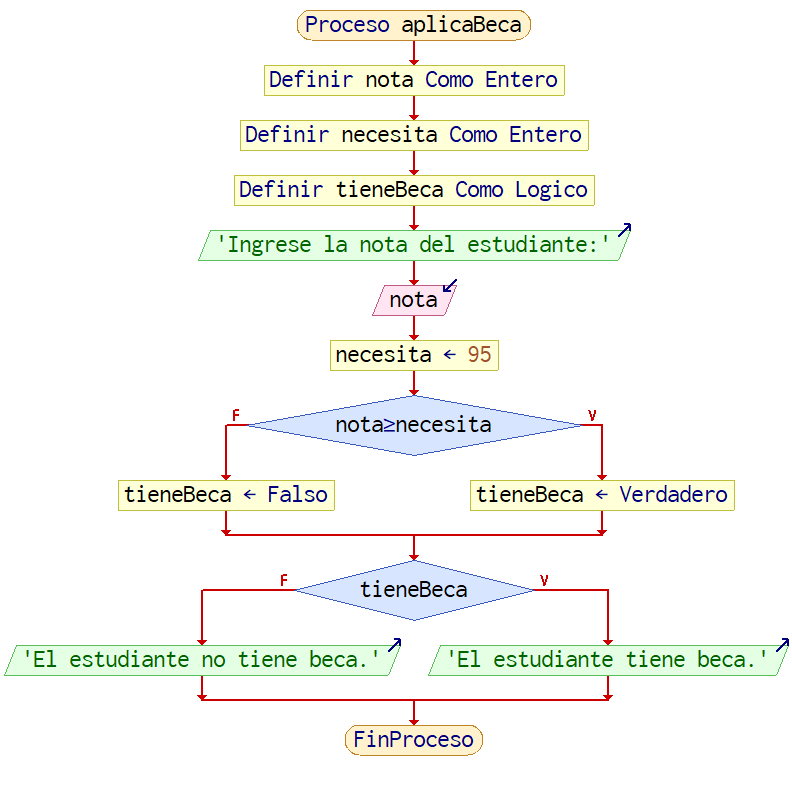 Proceso aplicaBeca
Definir nota Como Entero
Definir necesita Como Entero
Definir tieneBeca Como Logico
'Ingrese la nota del estudiante:'
nota
necesita ← 95
F
V
nota≥necesita
tieneBeca ← Falso
tieneBeca ← Verdadero
F
V
tieneBeca
'El estudiante no tiene beca.'
'El estudiante tiene beca.'
FinProceso